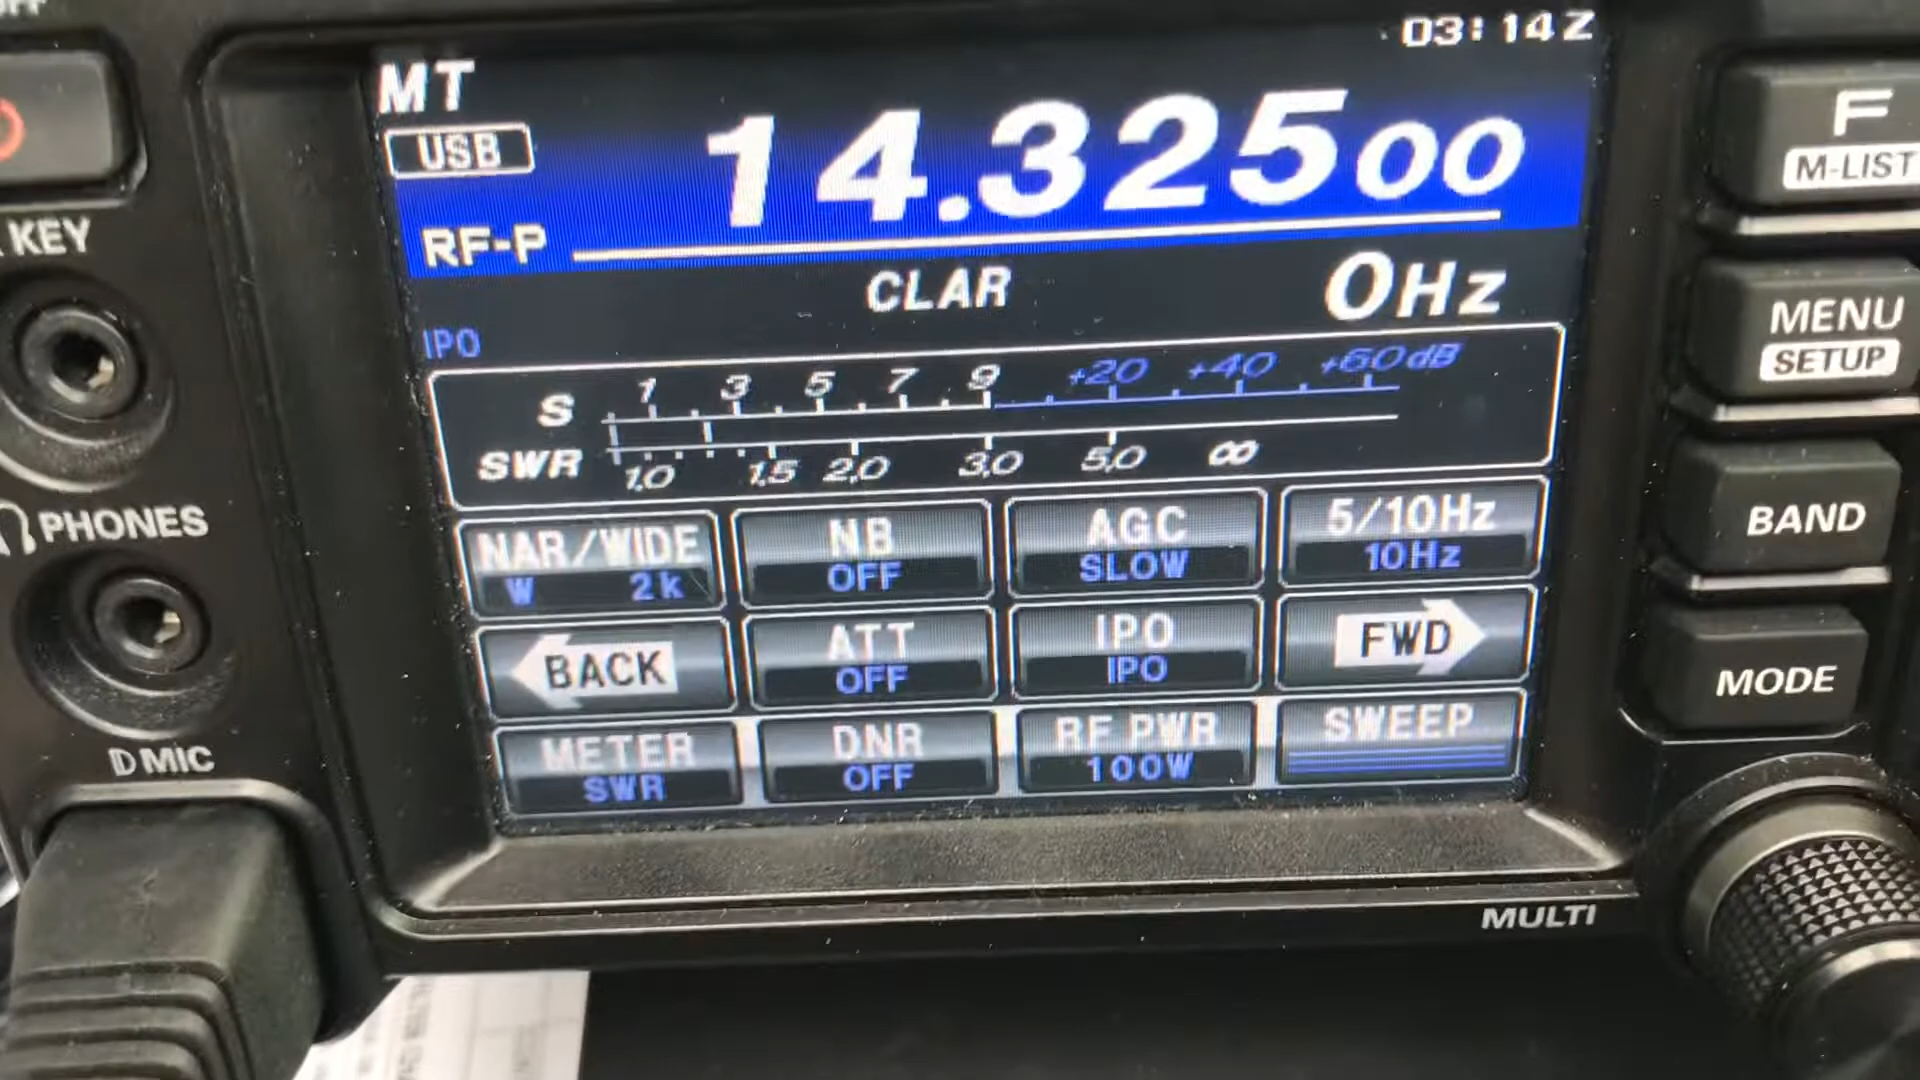 03:14Z
MT
USB
14.32500
RF-P
CLAR 0Hz
IPO
S 1 3 5 7 9 +20 +40 +60dB
SWR 1.0 1.5 2.0 3.0 5.0 ∞
NAR/WIDE NB AGC 5/10Hz
W 2k OFF SLOW 10Hz
BACK ATT IPO FWD
OFF IPO
METER DNR RF PWR SWEEP
SWR OFF 100W
KEY
PHONES
MIC
F
M-LIST
MENU
SETUP
BAND
MODE
MULTI